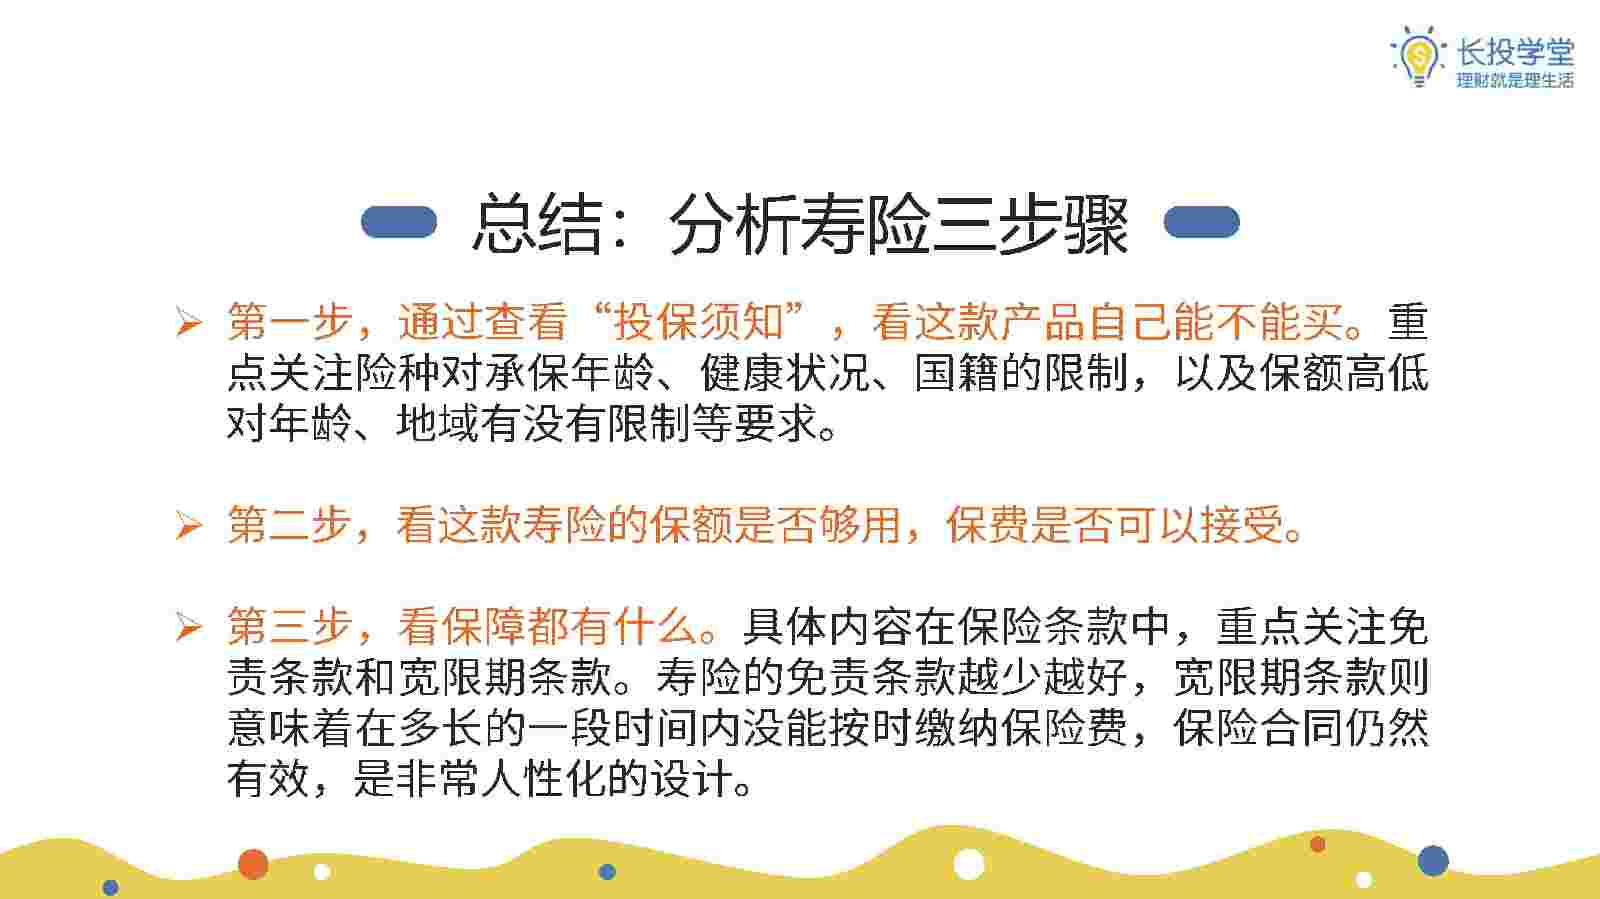 长投学堂
理财就是理生活
总结：分析寿险三步骤
第一步，通过查看“投保须知”，看这款产品自己能不能买。重
点关注险种对承保年龄、健康状况、国籍的限制，以及保额高低
对年龄、地域有没有限制等要求。
第二步，看这款寿险的保额是否够用，保费是否可以接受。
第三步，看保障都有什么。具体内容在保险条款中，重点关注免
责条款和宽限期条款。寿险的免责条款越少越好，宽限期条款则
意味着在多长的一段时间内没能按时缴纳保险费，保险合同仍然
有效，是非常人性化的设计。